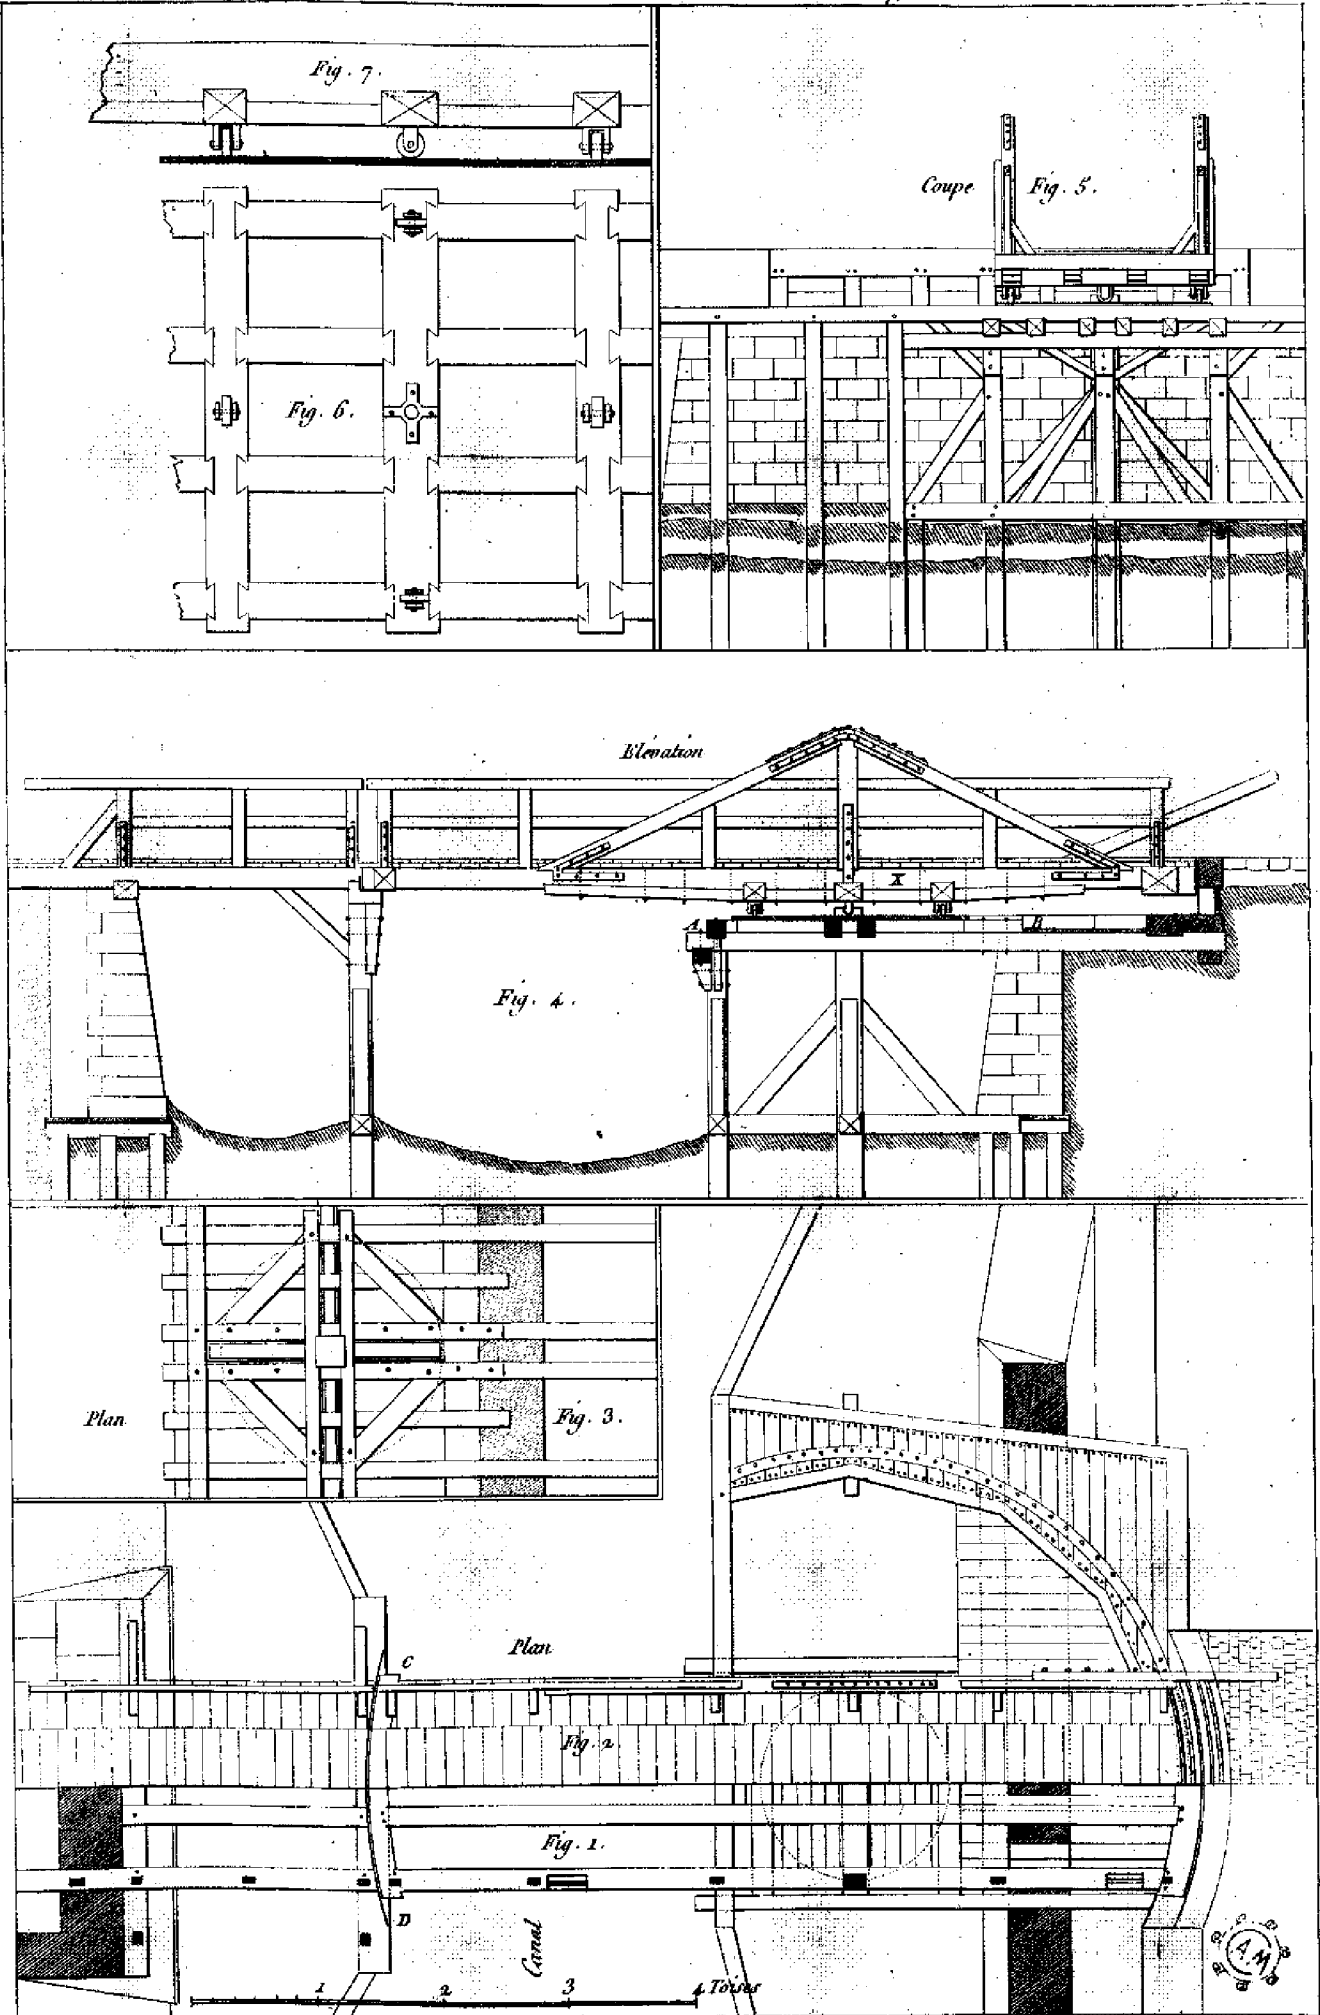 Fig. 7.
Coupe Fig. 5.
Fig. 6.
Elévation
X
A
B
Fig. 4.
Plan
Fig. 3.
Plan
C
Fig. 2.
Fig. 1.
D
Canal
1 2 3 4 Toises
A.M